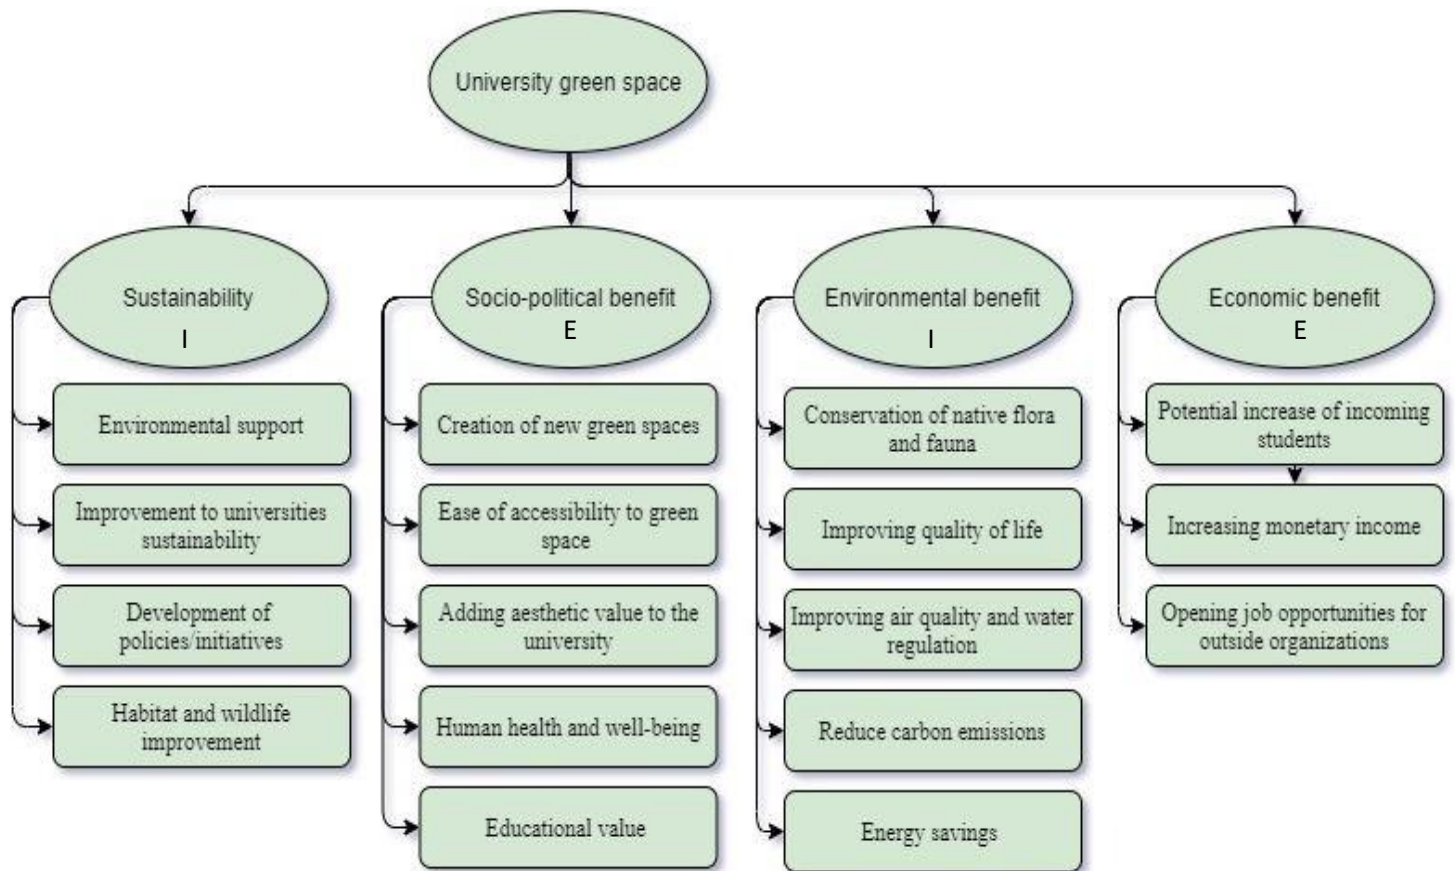 University green space
Sustainability
I
Environmental support
Improvement to universities
sustainability
Development of
policies/initiatives
Habitat and wildlife
improvement
Socio-political benefit
E
Creation of new green spaces
Ease of accessibility to green
space
Adding aesthetic value to the
university
Human health and well-being
Educational value
Environmental benefit
I
Conservation of native flora
and fauna
Improving quality of life
Improving air quality and water
regulation
Reduce carbon emissions
Energy savings
Economic benefit
E
Potential increase of incoming
students
Increasing monetary income
Opening job opportunities for
outside organizations